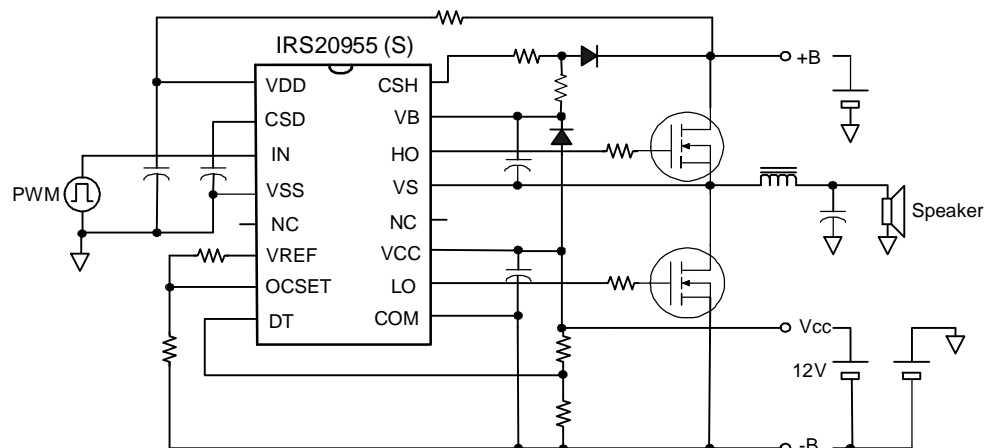 IRS20955 (S)
VDD
CSD
IN
VSS
NC
VREF
OCSET
DT
CSH
VB
HO
VS
NC
VCC
LO
COM
PWM
+B
Speaker
Vcc
12V
-B